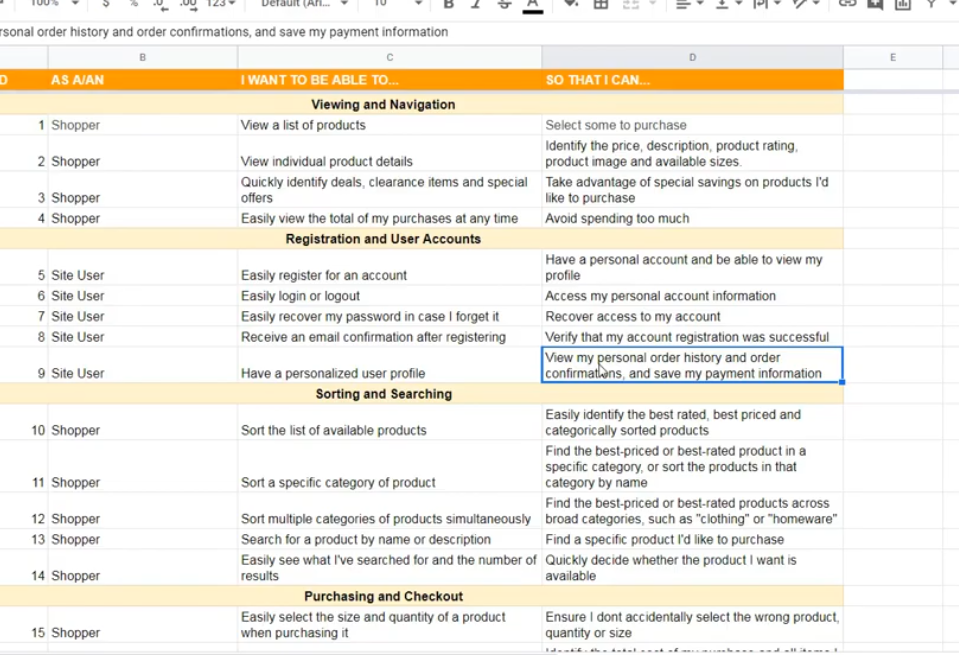 100%
$ % .0 .00 123 Default (Ari... 10 B I S A
rsonal order history and order confirmations, and save my payment information
B C D E
D AS A/AN I WANT TO BE ABLE TO... SO THAT I CAN...
Viewing and Navigation
1 Shopper View a list of products Select some to purchase
Identify the price, description, product rating,
2 Shopper View individual product details product image and available sizes.
Quickly identify deals, clearance items and special Take advantage of special savings on products I'd
3 Shopper offers like to purchase
4 Shopper Easily view the total of my purchases at any time Avoid spending too much
Registration and User Accounts
Have a personal account and be able to view my
5 Site User Easily register for an account profile
6 Site User Easily login or logout Access my personal account information
7 Site User Easily recover my password in case I forget it Recover access to my account
8 Site User Receive an email confirmation after registering Verify that my account registration was successful
View my personal order history and order
9 Site User Have a personalized user profile confirmations, and save my payment information
Sorting and Searching
Easily identify the best rated, best priced and
10 Shopper Sort the list of available products categorically sorted products
Find the best-priced or best-rated product in a
specific category, or sort the products in that
11 Shopper Sort a specific category of product category by name
Find the best-priced or best-rated products across
12 Shopper Sort multiple categories of products simultaneously broad categories, such as "clothing" or "homeware"
13 Shopper Search for a product by name or description Find a specific product I'd like to purchase
Easily see what I've searched for and the number of Quickly decide whether the product I want is
14 Shopper results available
Purchasing and Checkout
Easily select the size and quantity of a product Ensure I dont accidentally select the wrong product,
15 Shopper when purchasing it quantity or size
Identify the total cost of my purchase and all items I